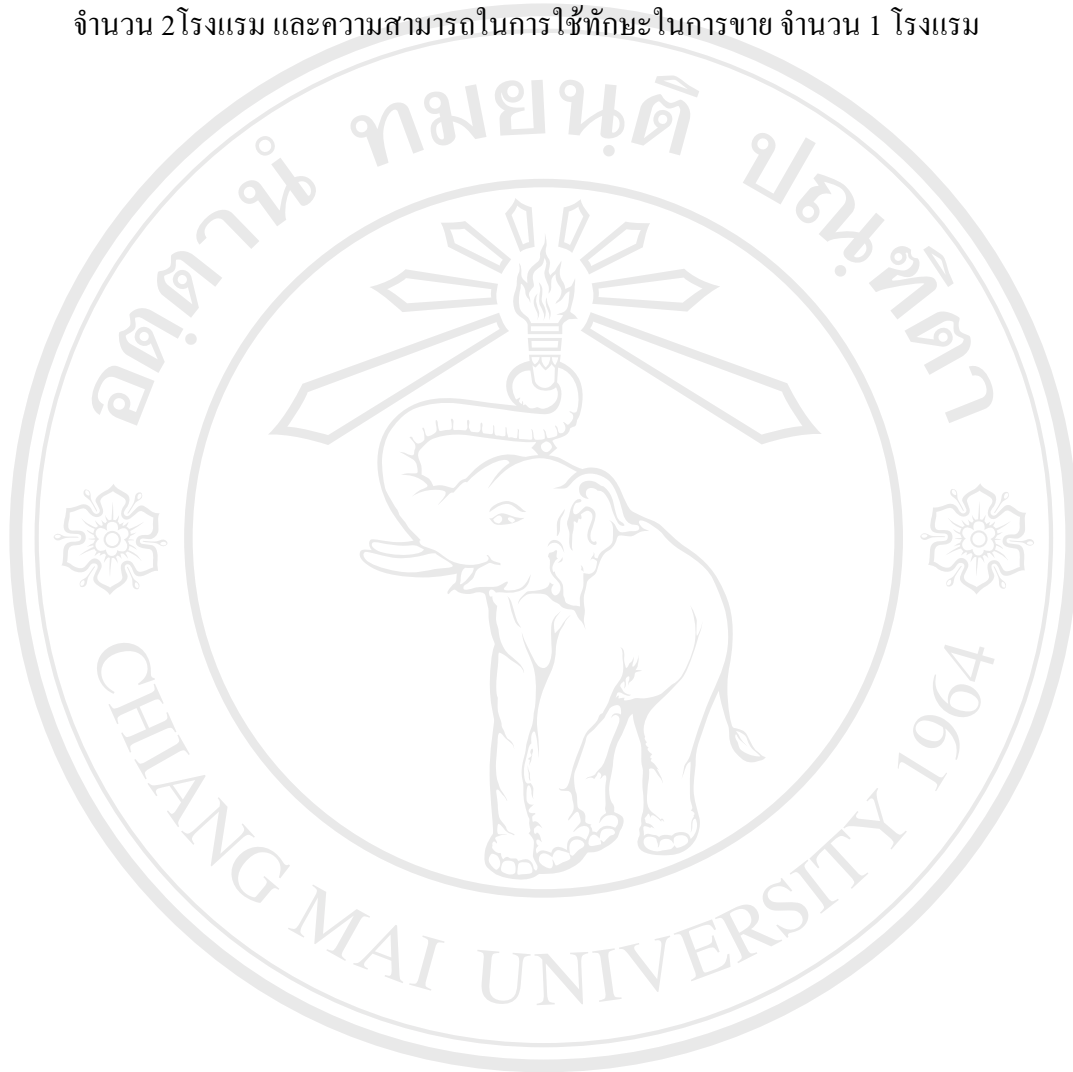 จำนวน 2โรงแรม และความสามารถในการใช้ทักษะในการขาย จำนวน 1 โรงแรม
อตฺตานํ ทมยนฺติ ปณฺฑิตา
CHIANG MAI UNIVERSITY 1964